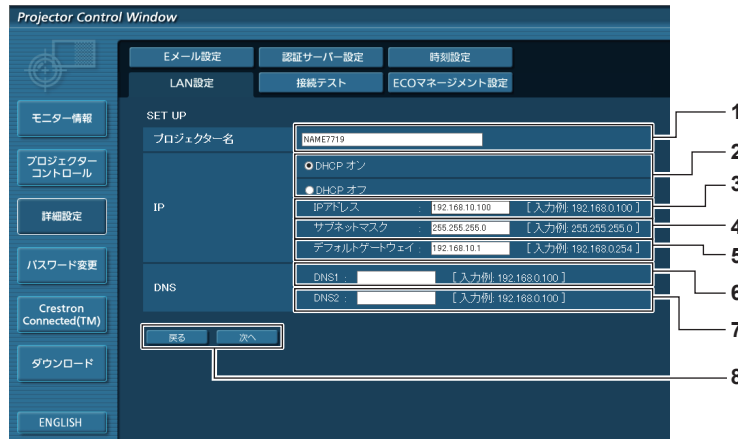 Projector Control Window
Eメール設定 認証サーバー設定 時刻設定
LAN設定 接続テスト ECOマネージメント設定
モニター情報
プロジェクター
コントロール
詳細設定
パスワード変更
Crestron
Connected(TM)
ダウンロード
ENGLISH
SET UP
プロジェクター名 NAME7719
IP
DHCP オン
DHCP オフ
IPアドレス : 192.168.10.100 [ 入力例: 192.168.0.100 ]
サブネットマスク : 255.255.255.0 [ 入力例: 255.255.255.0 ]
デフォルトゲートウェイ : 192.168.10.1 [ 入力例: 192.168.0.254 ]
DNS
DNS1 : [ 入力例: 192.168.0.100 ]
DNS2 : [ 入力例: 192.168.0.100 ]
戻る 次へ
1
2
3
4
5
6
7
8